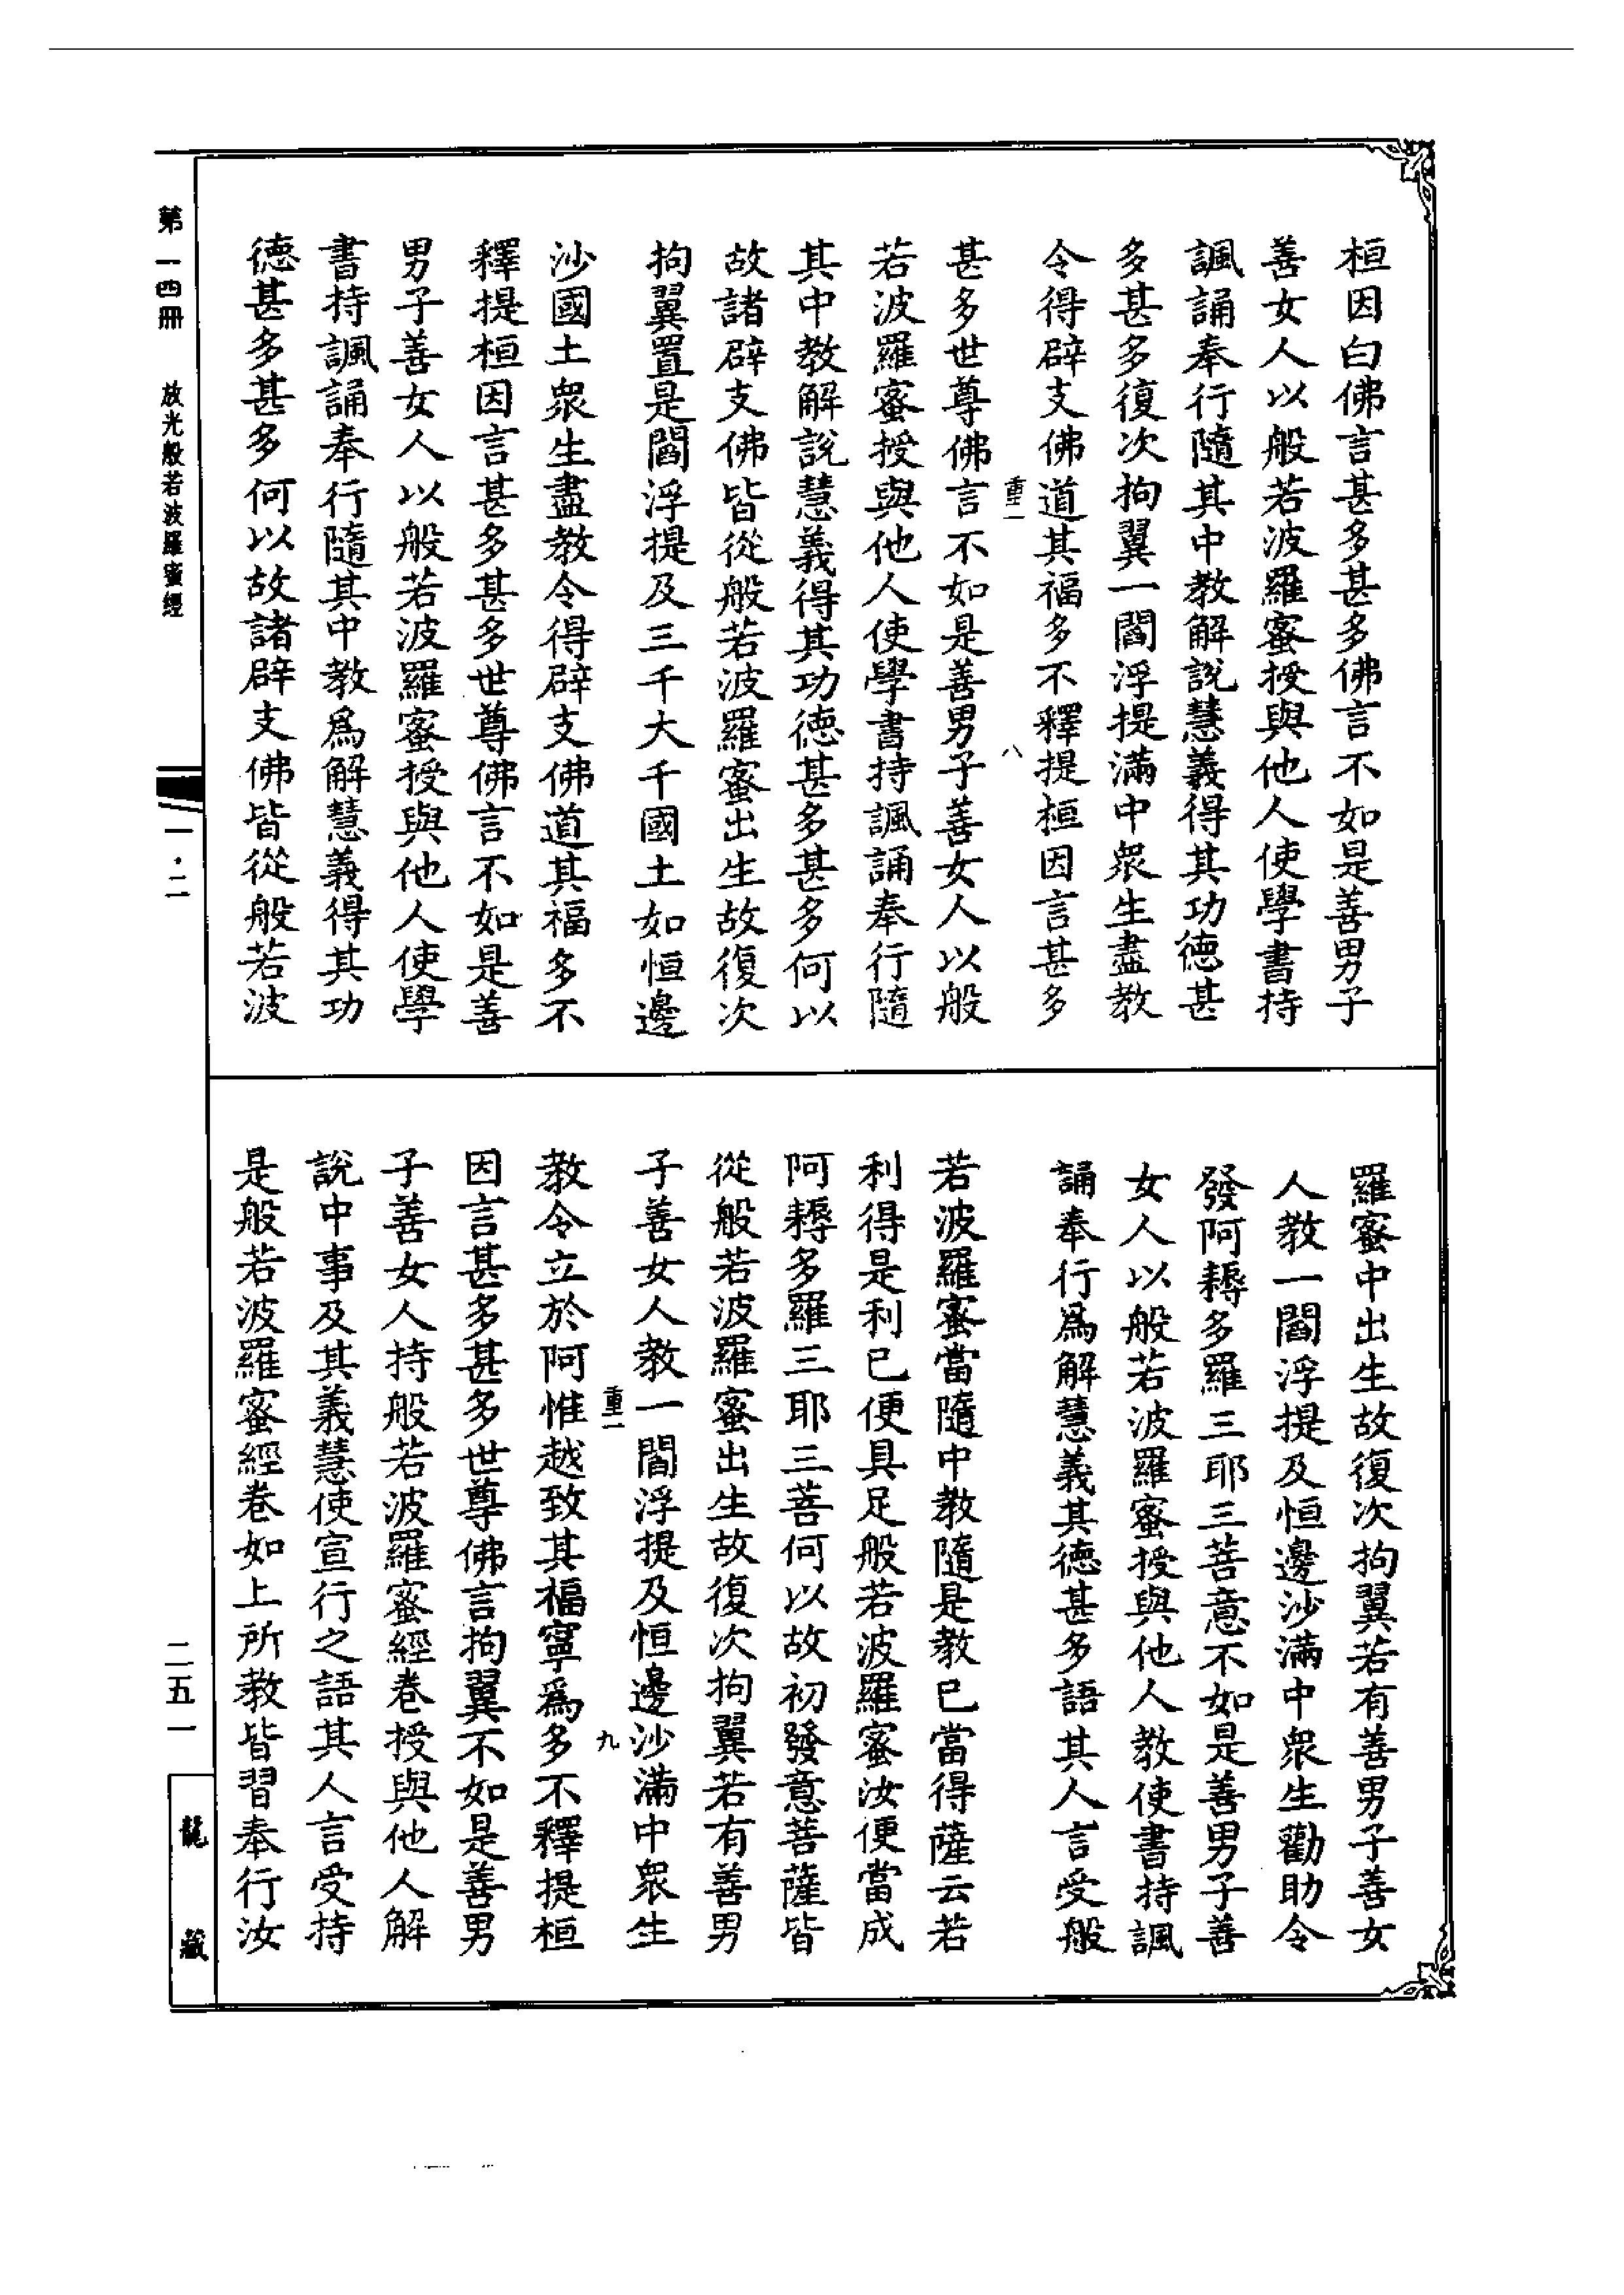 桓因白佛言甚多甚多佛言不如是善男子
善女人以般若波羅蜜授與他人使學書持
諷誦奉行隨其中教解說慧義得其功德甚
多甚多復次拘翼一閻浮提滿中眾生盡教
令得辟支佛道其福多不釋提桓因言甚多
重二
八
甚多世尊佛言不如是善男子善女人以般
若波羅蜜授與他人使學書持諷誦奉行隨
其中教解說慧義得其功德甚多甚多何以
故諸辟支佛皆從般若波羅蜜出生故復次
拘翼置是閻浮提及三千大千國土如恒邊
沙國土眾生盡教令得辟支佛道其福多不
釋提桓因言甚多甚多世尊佛言不如是善
男子善女人以般若波羅蜜授與他人使學
書持諷誦奉行隨其中教為解慧義得其功
德甚多甚多何以故諸辟支佛皆從般若波
羅蜜中出生故復次拘翼若有善男子善女
人教一閻浮提及恒邊沙滿中眾生勸助令
發阿耨多羅三耶三菩意不如是善男子善
女人以般若波羅蜜授與他人教使書持諷
誦奉行為解慧義其德甚多語其人言受般
若波羅蜜當隨中教隨是教已當得薩云若
利得是利已便具足般若波羅蜜汝便當成
阿耨多羅三耶三菩何以故初發意菩薩皆
從般若波羅蜜出生故復次拘翼若有善男
子善女人教一閻浮提及恒邊沙滿中眾生
重二
九
教令立於阿惟越致其福寧為多不釋提桓
因言甚多甚多世尊佛言拘翼不如是善男
子善女人持般若波羅蜜經卷授與他人解
說中事及其義慧使宣行之語其人言受持
是般若波羅蜜經卷如上所教皆習奉行汝
第一四冊 放光般若波羅蜜經
一·二
二五一
龍藏